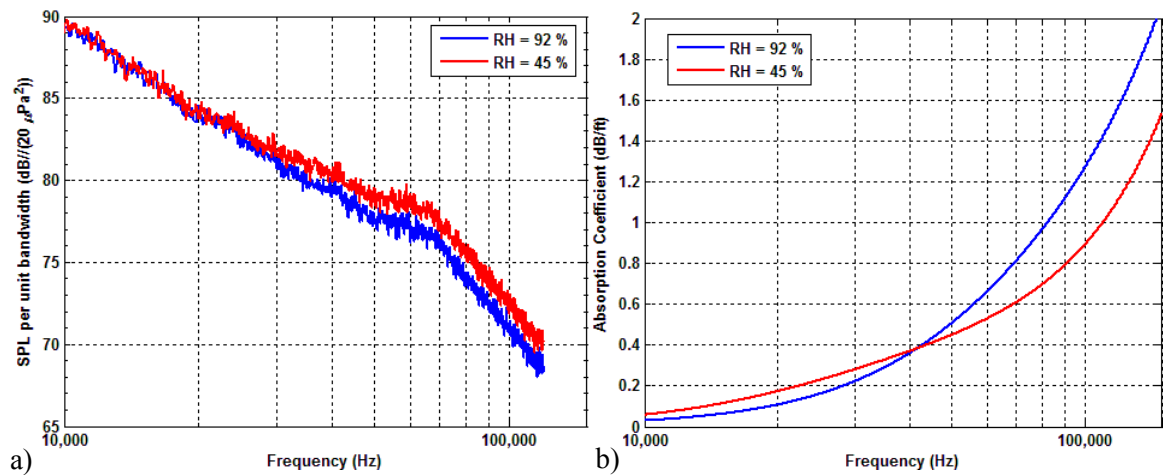 90
85
80
75
70
65
SPL per unit bandwidth (dB//(20 μPa²))
RH = 92 %
RH = 45 %
10,000
100,000
Frequency (Hz)
a)
2
1.8
1.6
1.4
1.2
1
0.8
0.6
0.4
0.2
0
Absorption Coefficient (dB/ft)
RH = 92 %
RH = 45 %
10,000
100,000
Frequency (Hz)
b)